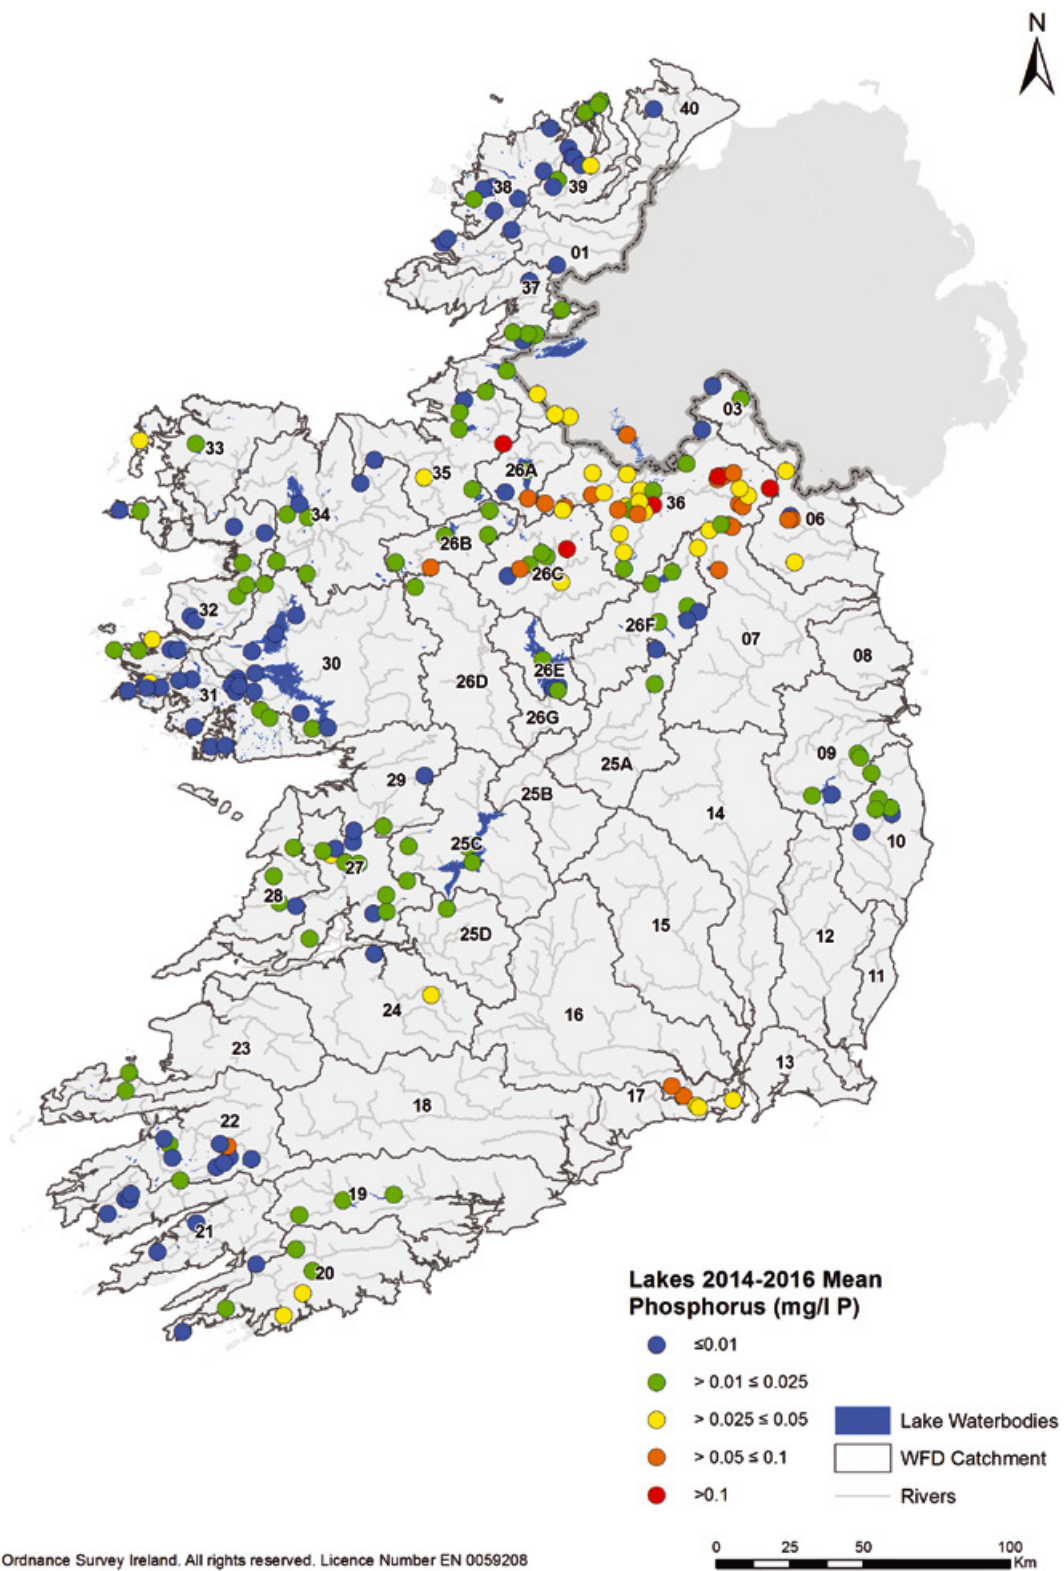 N
40
38
39
01
37
03
33
35
26A
36
34
06
26B
26C
32
26F
07
08
30
26E
31
26D
26G
09
25A
29
25B
14
25C
10
27
28
15
12
25D
11
24
16
23
13
17
18
22
19
21
20
Lakes 2014-2016 Mean
Phosphorus (mg/l P)
≤0.01
> 0.01 ≤ 0.025
> 0.025 ≤ 0.05
Lake Waterbodies
> 0.05 ≤ 0.1
WFD Catchment
>0.1
Rivers
0 25 50 100
Km
Ordnance Survey Ireland. All rights reserved. Licence Number EN 0059208